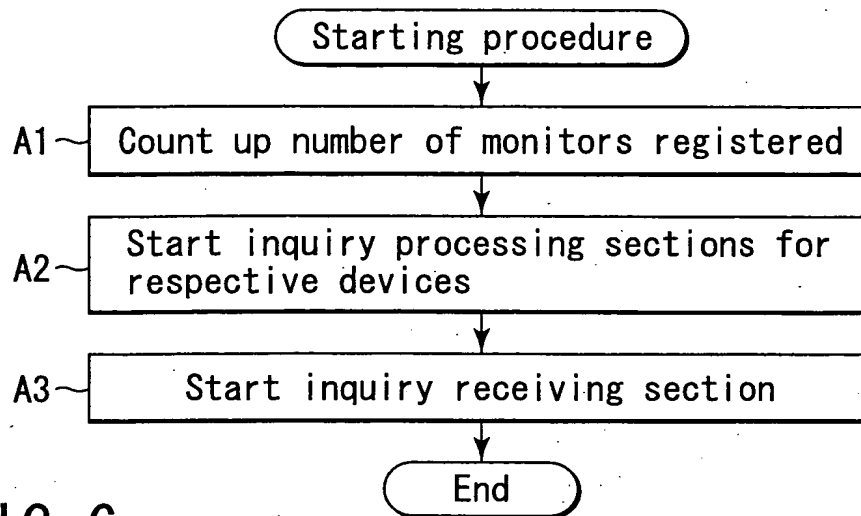 Starting procedure
A1 Count up number of monitors registered
A2 Start inquiry processing sections for
respective devices
A3 Start inquiry receiving section
End